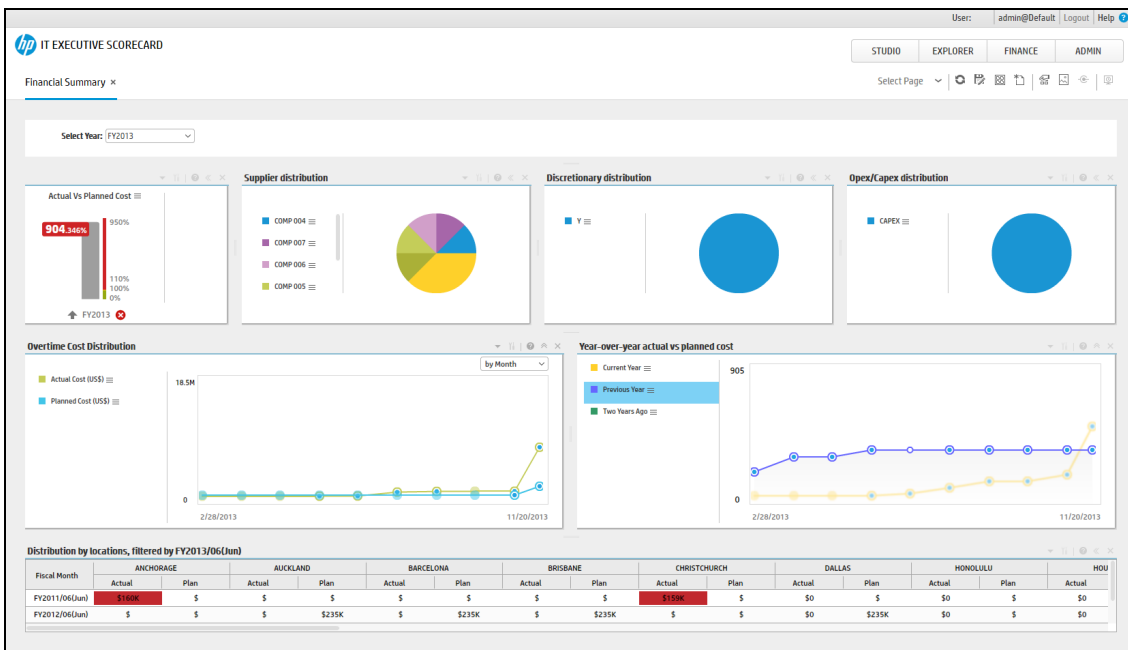 User: admin@Default Logout Help ?
hp IT EXECUTIVE SCORECARD
STUDIO EXPLORER FINANCE ADMIN
Financial Summary ×
Select Page
Select Year: FY2013
Actual Vs Planned Cost
904.346%
950%
110%
100%
0%
FY2013
Supplier distribution
COMP 004
COMP 007
COMP 006
COMP 005
Discretionary distribution
Y
Opex/Capex distribution
CAPEX
Overtime Cost Distribution
by Month
Actual Cost (US$)
Planned Cost (US$)
18.5M
0
2/28/2013 11/20/2013
Year-over-year actual vs planned cost
Current Year
Previous Year
Two Years Ago
905
0
2/28/2013 11/20/2013
Distribution by locations, filtered by FY2013/06(Jun)
Fiscal Month ANCHORAGE AUCKLAND BARCELONA BRISBANE CHRISTCHURCH DALLAS HONOLULU HOU
Actual Plan Actual Plan Actual Plan Actual Plan Actual Plan Actual Plan Actual Plan Actual
FY2011/06(Jun) $160K $ $ $ $ $ $ $ $159K $ $0 $ $0 $ $0
FY2012/06(Jun) $ $ $ $235K $ $235K $ $235K $ $ $0 $235K $0 $ $0